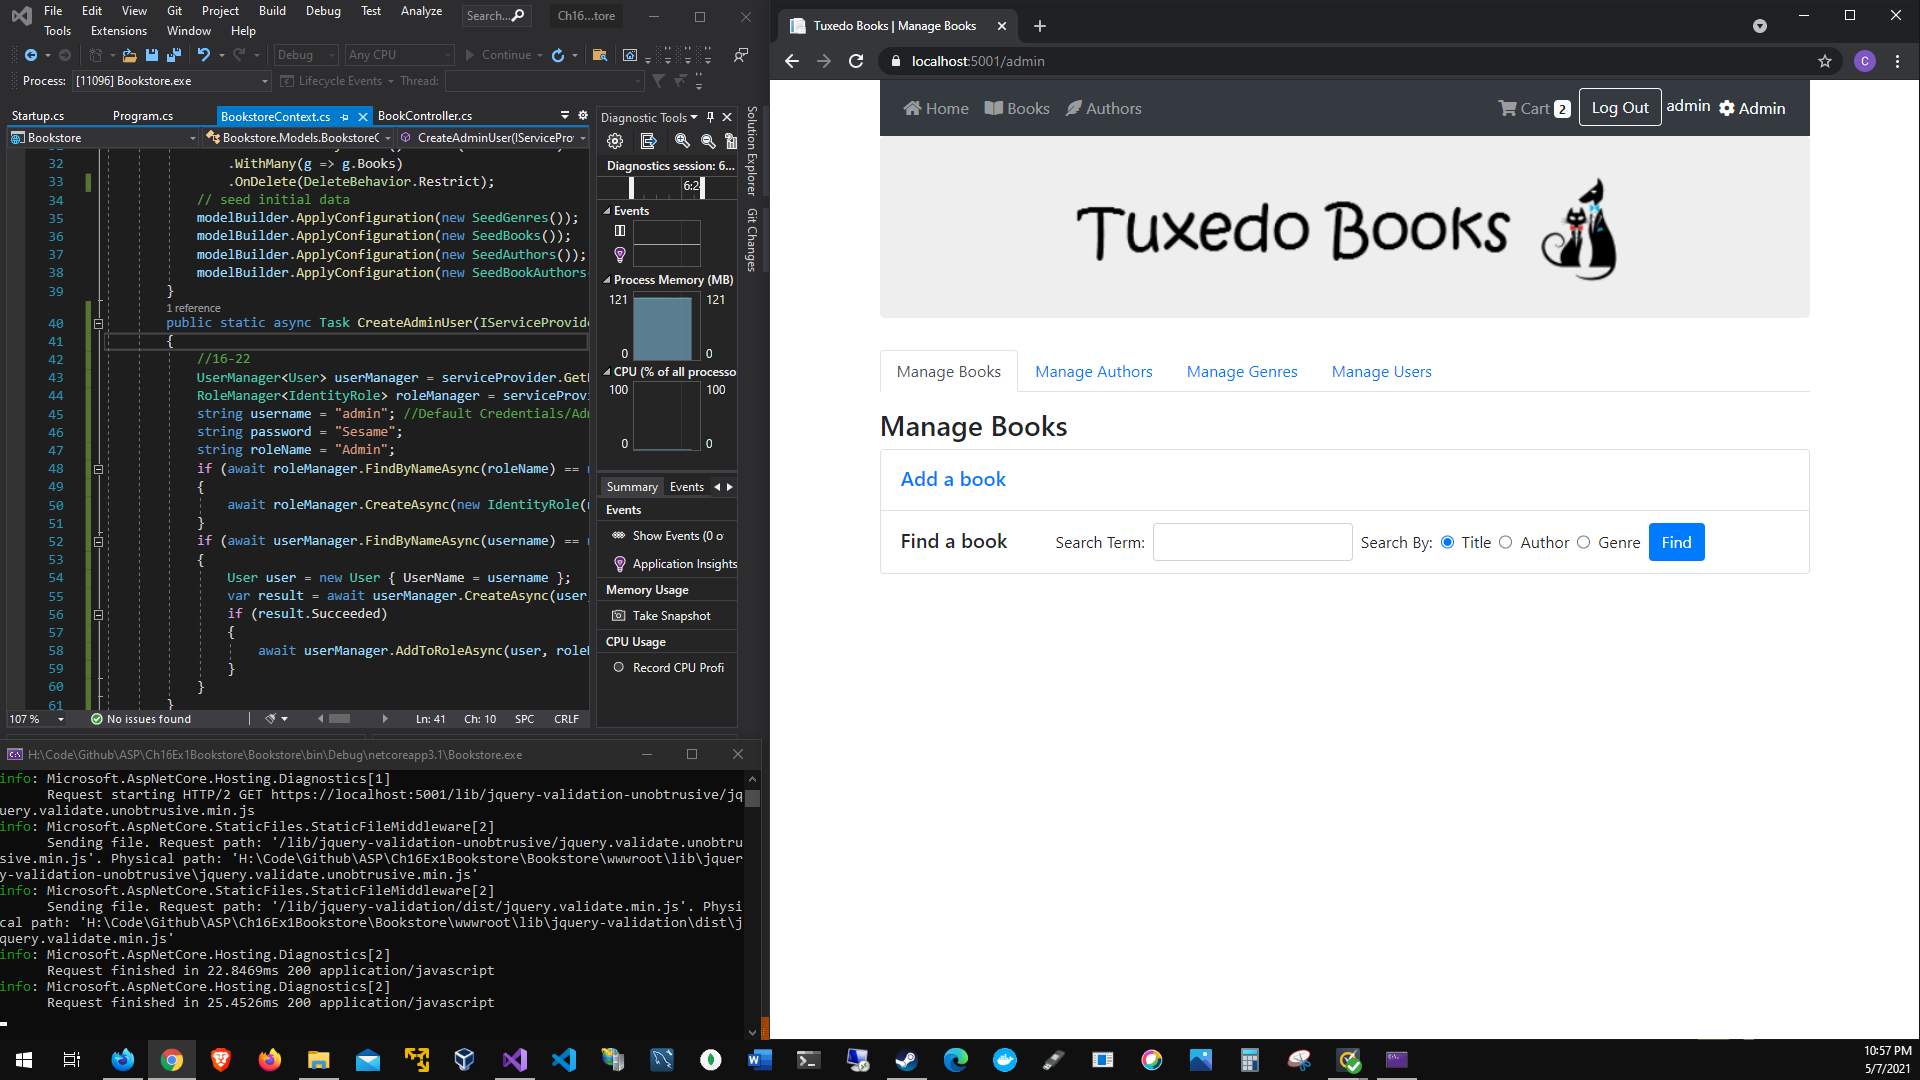 File Edit View Git Project Build Debug Test Analyze Search... Ch16...tore
Tools Extensions Window Help
Debug Any CPU Continue
Process: [11096] Bookstore.exe Lifecycle Events Thread:
Startup.cs Program.cs BookstoreContext.cs BookController.cs
Bookstore Bookstore.Models.BookstoreC CreateAdminUser(IServicePro
32 .WithMany(g => g.Books)
33 .OnDelete(DeleteBehavior.Restrict);
34 // seed initial data
35 modelBuilder.ApplyConfiguration(new SeedGenres());
36 modelBuilder.ApplyConfiguration(new SeedBooks());
37 modelBuilder.ApplyConfiguration(new SeedAuthors());
38 modelBuilder.ApplyConfiguration(new SeedBookAuthors
39 }
1 reference
40 public static async Task CreateAdminUser(IServiceProvide
41 {
42 //16-22
43 UserManager<User> userManager = serviceProvider.Get
44 RoleManager<IdentityRole> roleManager = serviceProvi
45 string username = "admin"; //Default Credentials/Adm
46 string password = "Sesame";
47 string roleName = "Admin";
48 if (await roleManager.FindByNameAsync(roleName) ==
49 {
50 await roleManager.CreateAsync(new IdentityRole(
51 }
52 if (await userManager.FindByNameAsync(username) ==
53 {
54 User user = new User { UserName = username };
55 var result = await userManager.CreateAsync(user
56 if (result.Succeeded)
57 {
58 await userManager.AddToRoleAsync(user, role
59 }
60 }
61 }
107 % No issues found Ln: 41 Ch: 10 SPC CRLF
Diagnostic Tools
Diagnostics session: 6...
6:2
Events
Process Memory (MB)
121 121
0 0
CPU (% of all processo
100 100
0 0
Summary Events
Events
Show Events (0 o
Application Insights
Memory Usage
Take Snapshot
CPU Usage
Record CPU Profi
Solution Explorer
Git Changes
H:\Code\Github\ASP\Ch16Ex1Bookstore\Bookstore\bin\Debug\netcoreapp3.1\Bookstore.exe
info: Microsoft.AspNetCore.Hosting.Diagnostics[1]
Request starting HTTP/2 GET https://localhost:5001/lib/jquery-validation-unobtrusive/jq
uery.validate.unobtrusive.min.js
info: Microsoft.AspNetCore.StaticFiles.StaticFileMiddleware[2]
Sending file. Request path: '/lib/jquery-validation-unobtrusive/jquery.validate.unobtru
sive.min.js'. Physical path: 'H:\Code\Github\ASP\Ch16Ex1Bookstore\Bookstore\wwwroot\lib\jquer
y-validation-unobtrusive\jquery.validate.unobtrusive.min.js'
info: Microsoft.AspNetCore.StaticFiles.StaticFileMiddleware[2]
Sending file. Request path: '/lib/jquery-validation/dist/jquery.validate.min.js'. Physi
cal path: 'H:\Code\Github\ASP\Ch16Ex1Bookstore\Bookstore\wwwroot\lib\jquery-validation\dist\j
query.validate.min.js'
info: Microsoft.AspNetCore.Hosting.Diagnostics[2]
Request finished in 22.8469ms 200 application/javascript
info: Microsoft.AspNetCore.Hosting.Diagnostics[2]
Request finished in 25.4526ms 200 application/javascript
Tuxedo Books | Manage Books
localhost:5001/admin C
Home Books Authors Cart 2 Log Out admin Admin
Tuxedo Books
Manage Books Manage Authors Manage Genres Manage Users
Manage Books
Add a book
Find a book Search Term: Search By: Title Author Genre Find
10:57 PM
5/7/2021